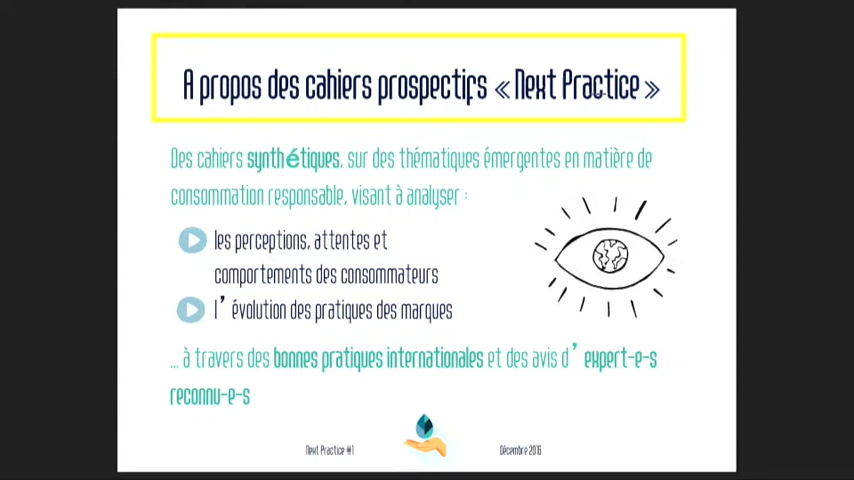 A propos des cahiers prospectifs « Next Practice »
Des cahiers synthétiques, sur des thématiques émergentes en matière de
consommation responsable, visant à analyser :
les perceptions, attentes et
comportements des consommateurs
l’évolution des pratiques des marques
... à travers des bonnes pratiques internationales et des avis d’expert-e-s
reconnu-e-s
Next Practice #1
Décembre 2016